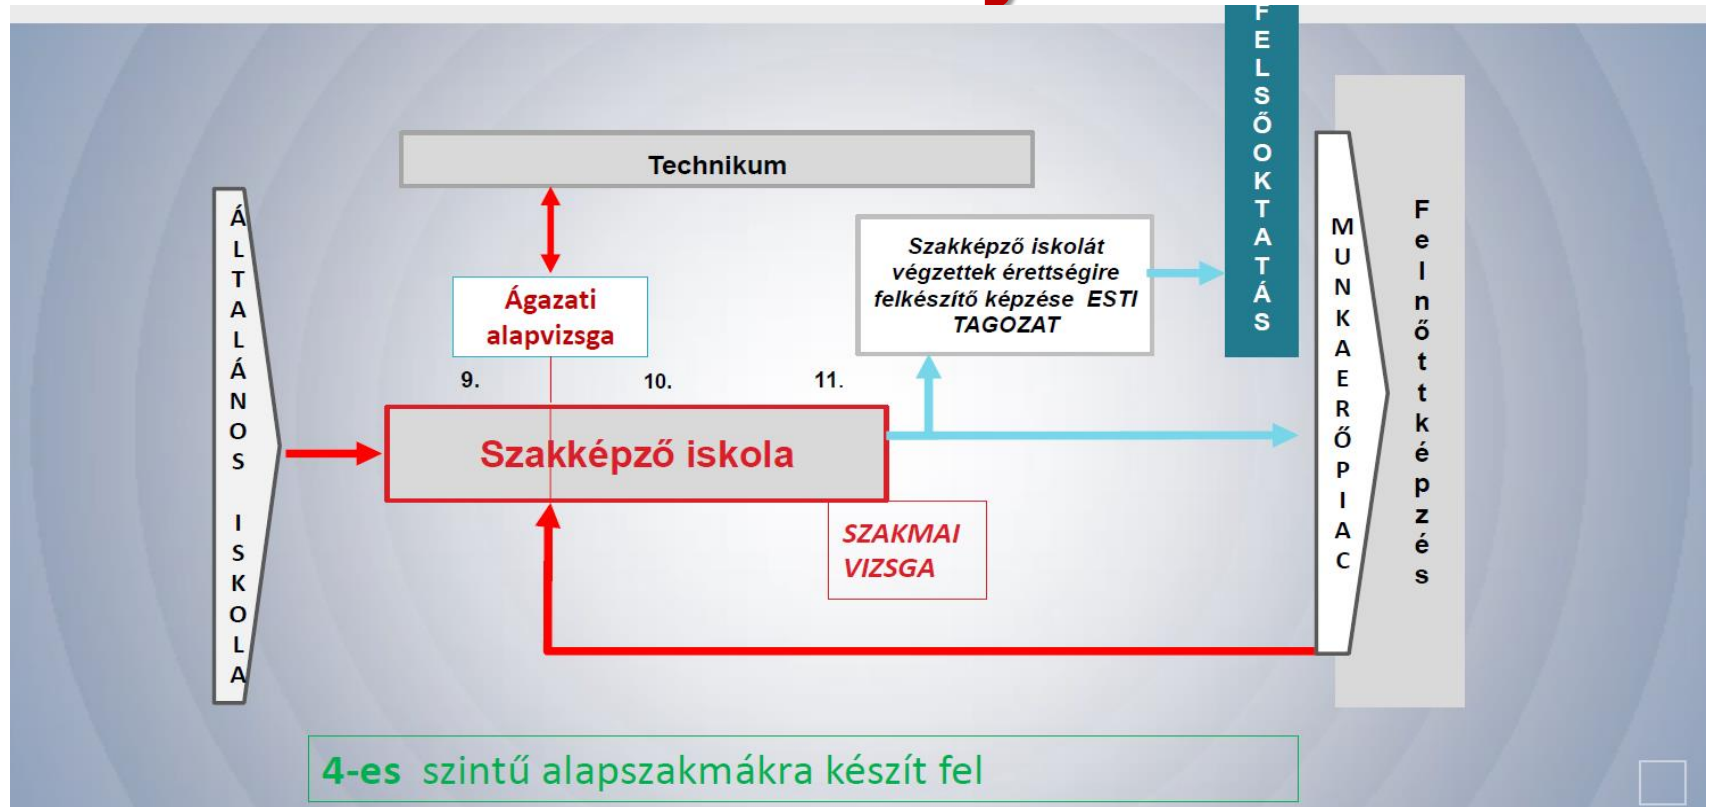 FELSŐOKTATÁS
Technikum
ÁLTALÁNOS ISKOLA
Szakképző iskolát
végzettek érettségire
felkészítő képzése ESTI
TAGOZAT
MUNKAERŐPIAC
Felnőttképzés
Ágazati
alapvizsga
9.
10.
11.
Szakképző iskola
SZAKMAI
VIZSGA
4-es szintű alapszakmákra készít fel